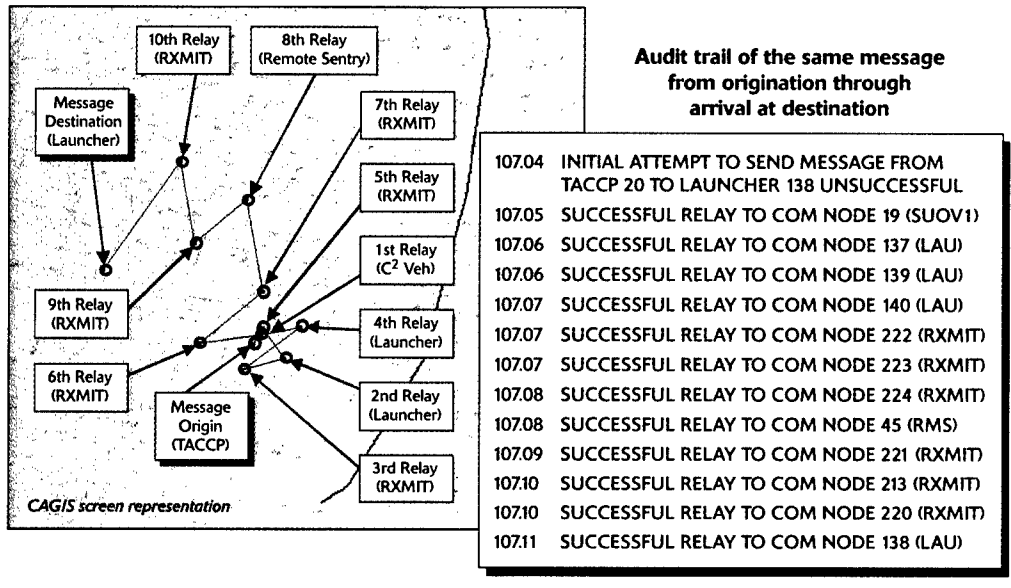 10th Relay
(RXMIT)
8th Relay
(Remote Sentry)
Message
Destination
(Launcher)
7th Relay
(RXMIT)
5th Relay
(RXMIT)
1st Relay
(C² Veh)
9th Relay
(RXMIT)
4th Relay
(Launcher)
6th Relay
(RXMIT)
Message
Origin
(TACCP)
2nd Relay
(Launcher)
3rd Relay
(RXMIT)
CAGIS screen representation
Audit trail of the same message
from origination through
arrival at destination
107.04 INITIAL ATTEMPT TO SEND MESSAGE FROM
TACCP 20 TO LAUNCHER 138 UNSUCCESSFUL
107.05 SUCCESSFUL RELAY TO COM NODE 19 (SUOV1)
107.06 SUCCESSFUL RELAY TO COM NODE 137 (LAU)
107.06 SUCCESSFUL RELAY TO COM NODE 139 (LAU)
107.07 SUCCESSFUL RELAY TO COM NODE 140 (LAU)
107.07 SUCCESSFUL RELAY TO COM NODE 222 (RXMIT)
107.07 SUCCESSFUL RELAY TO COM NODE 223 (RXMIT)
107.08 SUCCESSFUL RELAY TO COM NODE 224 (RXMIT)
107.08 SUCCESSFUL RELAY TO COM NODE 45 (RMS)
107.09 SUCCESSFUL RELAY TO COM NODE 221 (RXMIT)
107.10 SUCCESSFUL RELAY TO COM NODE 213 (RXMIT)
107.10 SUCCESSFUL RELAY TO COM NODE 220 (RXMIT)
107.11 SUCCESSFUL RELAY TO COM NODE 138 (LAU)